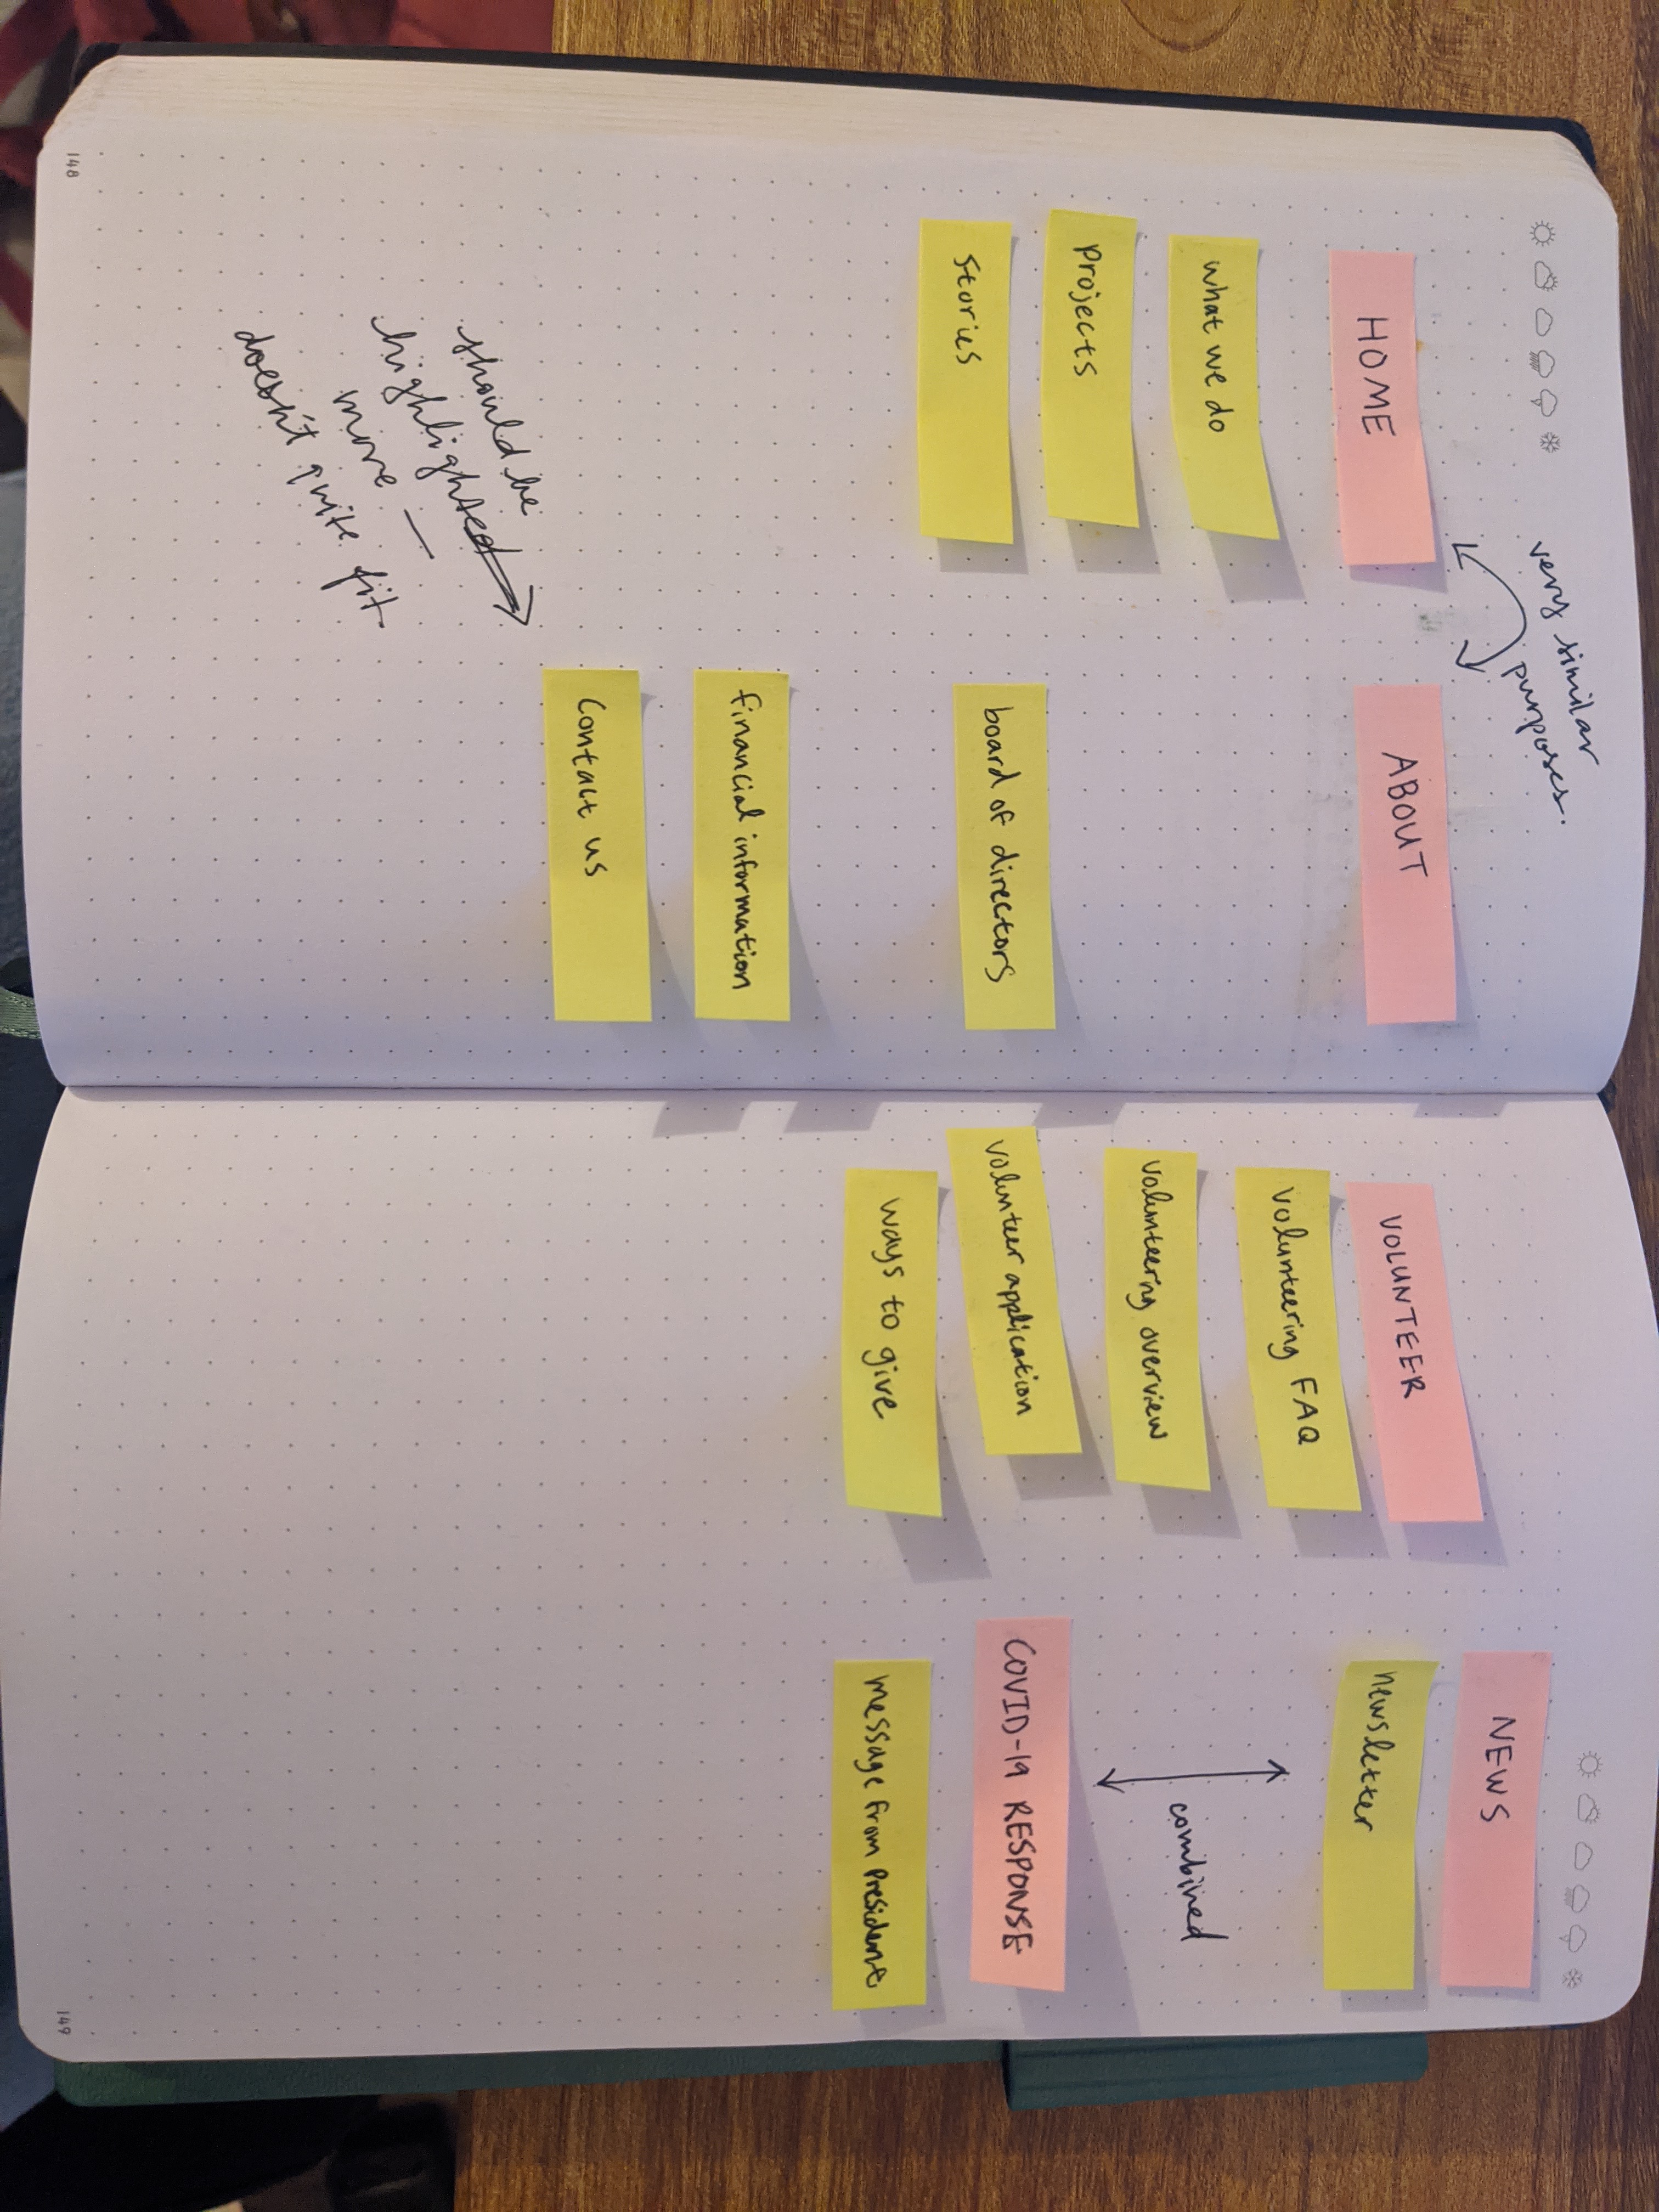 very similar
purposes.
HOME
what we do
projects
stories
ABOUT
board of directors
financial information
Contact us
should be
highlighted
more —
doesn't quite fit
148
VOLUNTEER
volunteering FAQ
volunteering overview
volunteer application
ways to give
NEWS
newsletter
combined
COVID-19 RESPONSE
message from president
149